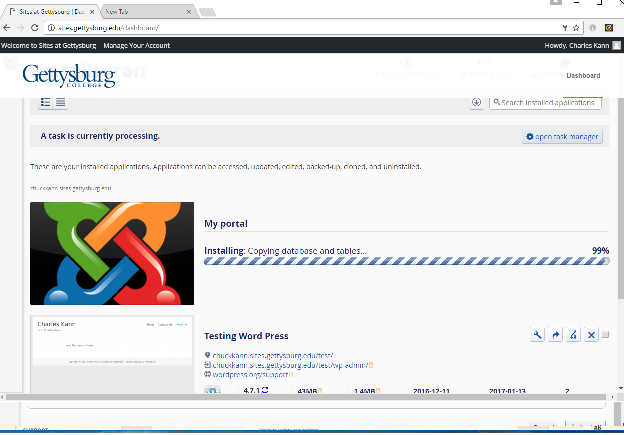 Sites at Gettysburg | Dash
New Tab
sites.gettysburg.edu/dashboard/
Welcome to Sites at Gettysburg Manage Your Account
Howdy, Charles Kann
Gettysburg
COLLEGE
Dashboard
Search installed applications
A task is currently processing.
open task manager
These are your installed applications. Applications can be accessed, updated, edited, backed-up, cloned, and uninstalled.
chuckkann.sites.gettysburg.edu
My portal
Installing: Copying database and tables...
99%
Charles Kann
Testing Word Press
chuckkann.sites.gettysburg.edu/test/
chuckkann.sites.gettysburg.edu/test/wp-admin/
wordpress.org/support
4.7.1
43MB
1.4MB
2016-12-11
2017-01-13
2